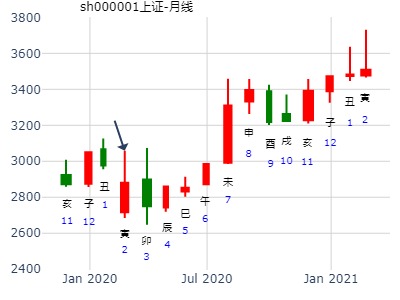 sh000001上证-月线
3800
3600
3400
3200
3000
2800
2600
2400
亥
11
子
12
丑
1
寅
2
卯
3
辰
4
巳
5
午
6
未
7
申
8
酉
9
戌
10
亥
11
子
12
丑
1
寅
2
Jan 2020
Jul 2020
Jan 2021